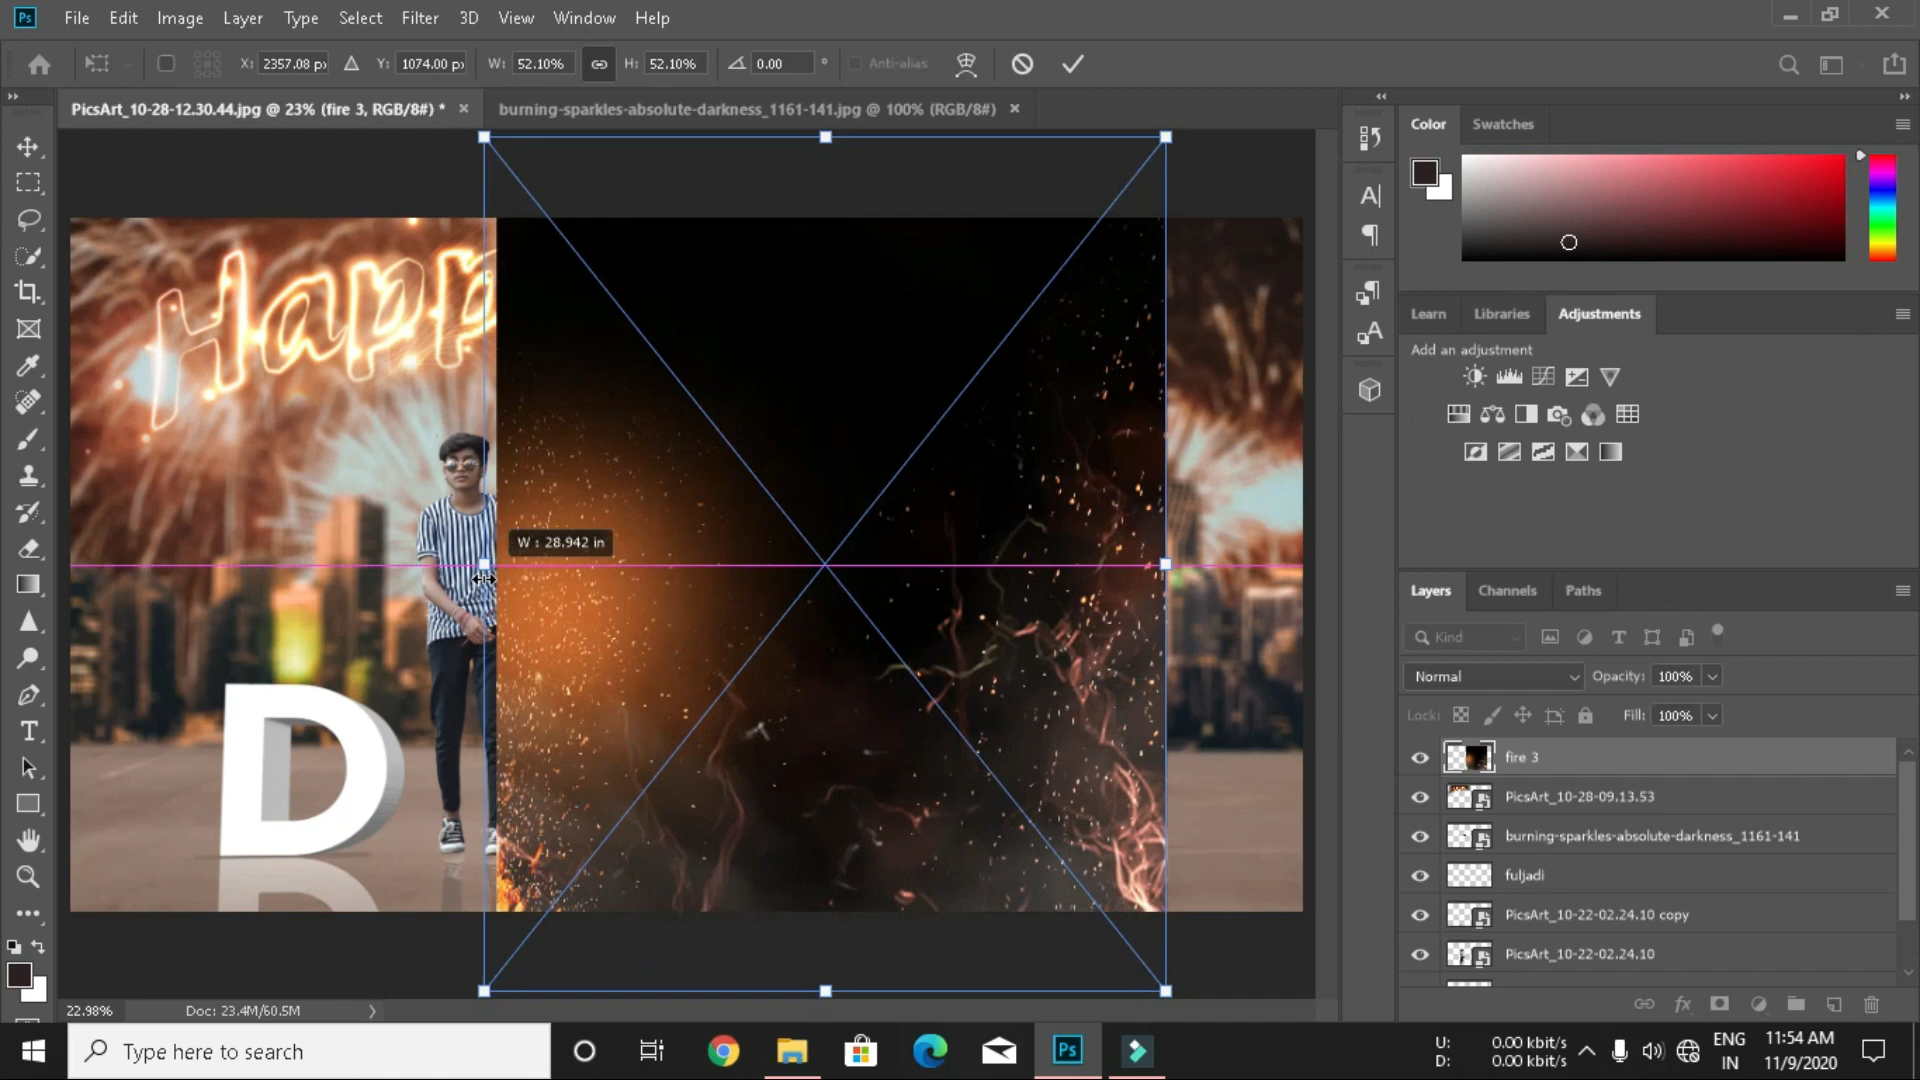 Ps File Edit Image Layer Type Select Filter 3D View Window Help
X: 2357.08 px Y: 1074.00 px W: 52.10% H: 52.10% 0.00 ° Anti-alias
PicsArt_10-28-12.30.44.jpg @ 23% (fire 3, RGB/8#) * ×
burning-sparkles-absolute-darkness_1161-141.jpg @ 100% (RGB/8#) ×
Color Swatches
Happ
Learn Libraries Adjustments
Add an adjustment
W : 28.942 in
Layers Channels Paths
Kind
Normal Opacity: 100%
Lock: Fill: 100%
D
fire 3
PicsArt_10-28-09.13.53
burning-sparkles-absolute-darkness_1161-141
fuljadi
PicsArt_10-22-02.24.10 copy
PicsArt_10-22-02.24.10
22.98% Doc: 23.4M/60.5M
Type here to search
Ps
U: 0.00 kbit/s
D: 0.00 kbit/s
ENG
IN
11:54 AM
11/9/2020